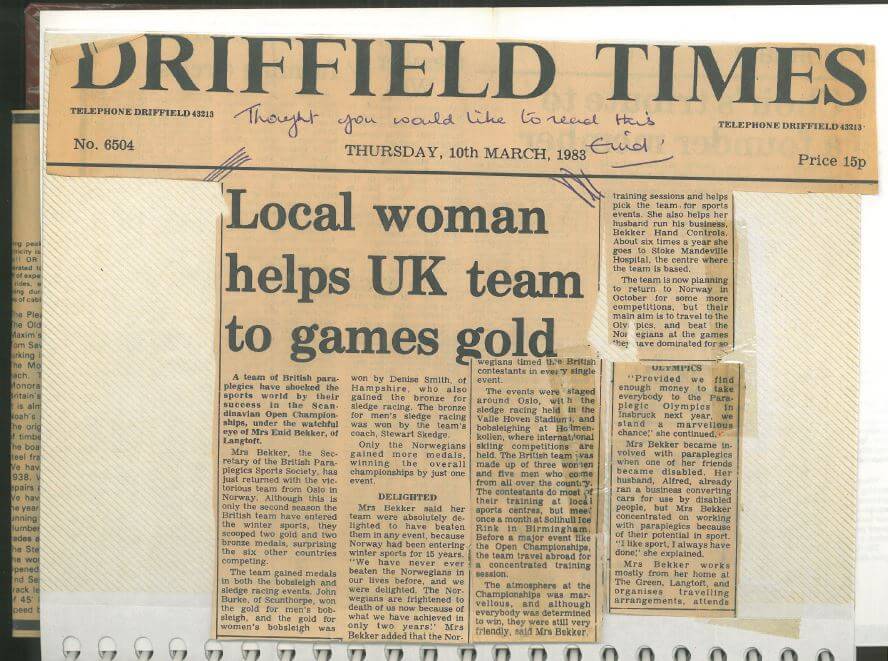 DRIFFIELD TIMES
TELEPHONE DRIFFIELD 43213
Thought you would like to read this
Enid!
TELEPHONE DRIFFIELD 43213
No. 6504
THURSDAY, 10th MARCH, 1983
Price 15p
Local woman
helps UK team
to games gold
A team of British para-
plegics have shocked the
sports world by their
success in the Scan-
dinavian Open Champion-
ships, under the watchful
eye of Mrs Enid Bekker, of
Langtoft.
Mrs Bekker, the Sec-
retary of the British Para-
plegics Sports Society, has
just returned with the vic-
torious team from Oslo in
Norway. Although this is
only the second season the
British team have entered
the winter sports, they
scooped two gold and two
bronze medals, surprising
the six other countries
competing.
The team gained medals
in both the bobsleigh and
sledge racing events. John
Burke, of Scunthorpe, won
the gold for men's bob-
sleigh, and the gold for
women's bobsleigh was
won by Denise Smith, of
Hampshire, who also
gained the bronze for
sledge racing. The bronze
for men's sledge racing
was won by the team's
coach, Stewart Skedge.
Only the Norwegians
gained more medals,
winning the overall
championships by just one
event.
DELIGHTED
Mrs Bekker said her
team were absolutely de-
lighted to have beaten
them in any event, because
Norway had been entering
winter sports for 15 years.
"We have never ever
beaten the Norwegians in
our lives before, and we
were delighted. The Nor-
wegians are frightened to
death of us now because of
what we have achieved in
only two years!" Mrs
Bekker added that the Nor-
wegians timed the British
contestants in every single
event.
The events were staged
around Oslo, with the
sledge racing held in the
Valle Hoven Stadium, and
bobsleighing at Holmen-
kollen, where international
skiing competitions are
held. The British team was
made up of three women
and five men who come
from all over the country.
The contestants do most of
their training at local
sports centres, but meet
once a month at Solihull Ice
Rink in Birmingham.
Before a major event like
the Open Championships,
the team travel abroad for
a concentrated training
session.
The atmosphere at the
Championships was mar-
vellous, and although
everybody was determined
to win, they were still very
friendly, said Mrs Bekker.
training sessions and helps
pick the team for sports
events. She also helps her
husband run his business,
Bekker Hand Controls.
About six times a year she
goes to Stoke Mandeville
Hospital, the centre where
the team is based.
The team is now planning
to return to Norway in
October for some more
competitions, but their
main aim is to travel to the
Olympics, and beat the
Norwegians at the games
they have dominated for so
OLYMPICS
"Provided we find
enough money to take
everybody to the Para-
plegic Olympics in
Insbruck next year, we
stand a marvellous
chance," she continued.
Mrs Bekker became in-
volved with paraplegics
when one of her friends
became disabled. Her
husband, Alfred, already
ran a business converting
cars for use by disabled
people, but Mrs Bekker
concentrated on working
with paraplegics because
of their potential in sport.
"I like sport, I always have
done," she explained.
Mrs Bekker works
mostly from her home at
The Green, Langtoft, and
organises travelling
arrangements, attends